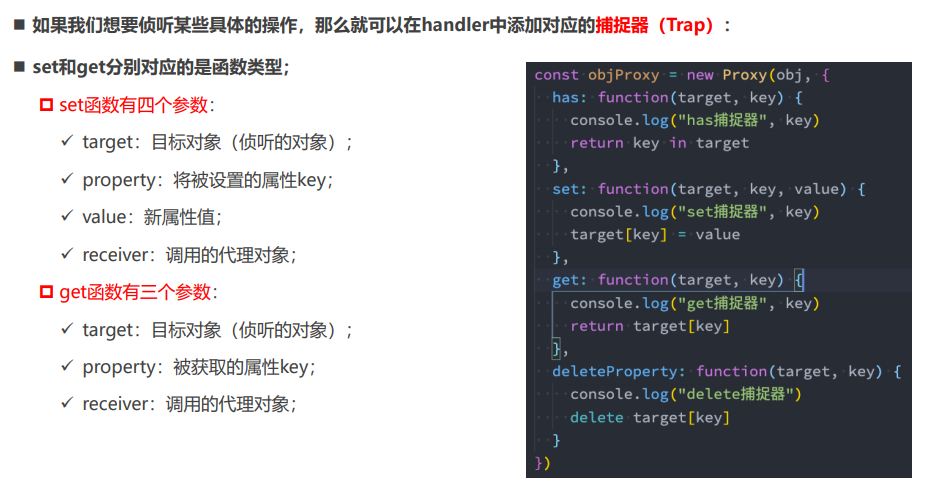 如果我们想要侦听某些具体的操作，那么就可以在handler中添加对应的捕捉器（Trap）：
set和get分别对应的是函数类型；
set函数有四个参数：
target：目标对象（侦听的对象）；
property：将被设置的属性key；
value：新属性值；
receiver：调用的代理对象；
get函数有三个参数：
target：目标对象（侦听的对象）；
property：被获取的属性key；
receiver：调用的代理对象；
const objProxy = new Proxy(obj, {
  has: function(target, key) {
    console.log("has捕捉器", key)
    return key in target
  },
  set: function(target, key, value) {
    console.log("set捕捉器", key)
    target[key] = value
  },
  get: function(target, key) {
    console.log("get捕捉器", key)
    return target[key]
  },
  deleteProperty: function(target, key) {
    console.log("delete捕捉器")
    delete target[key]
  }
})